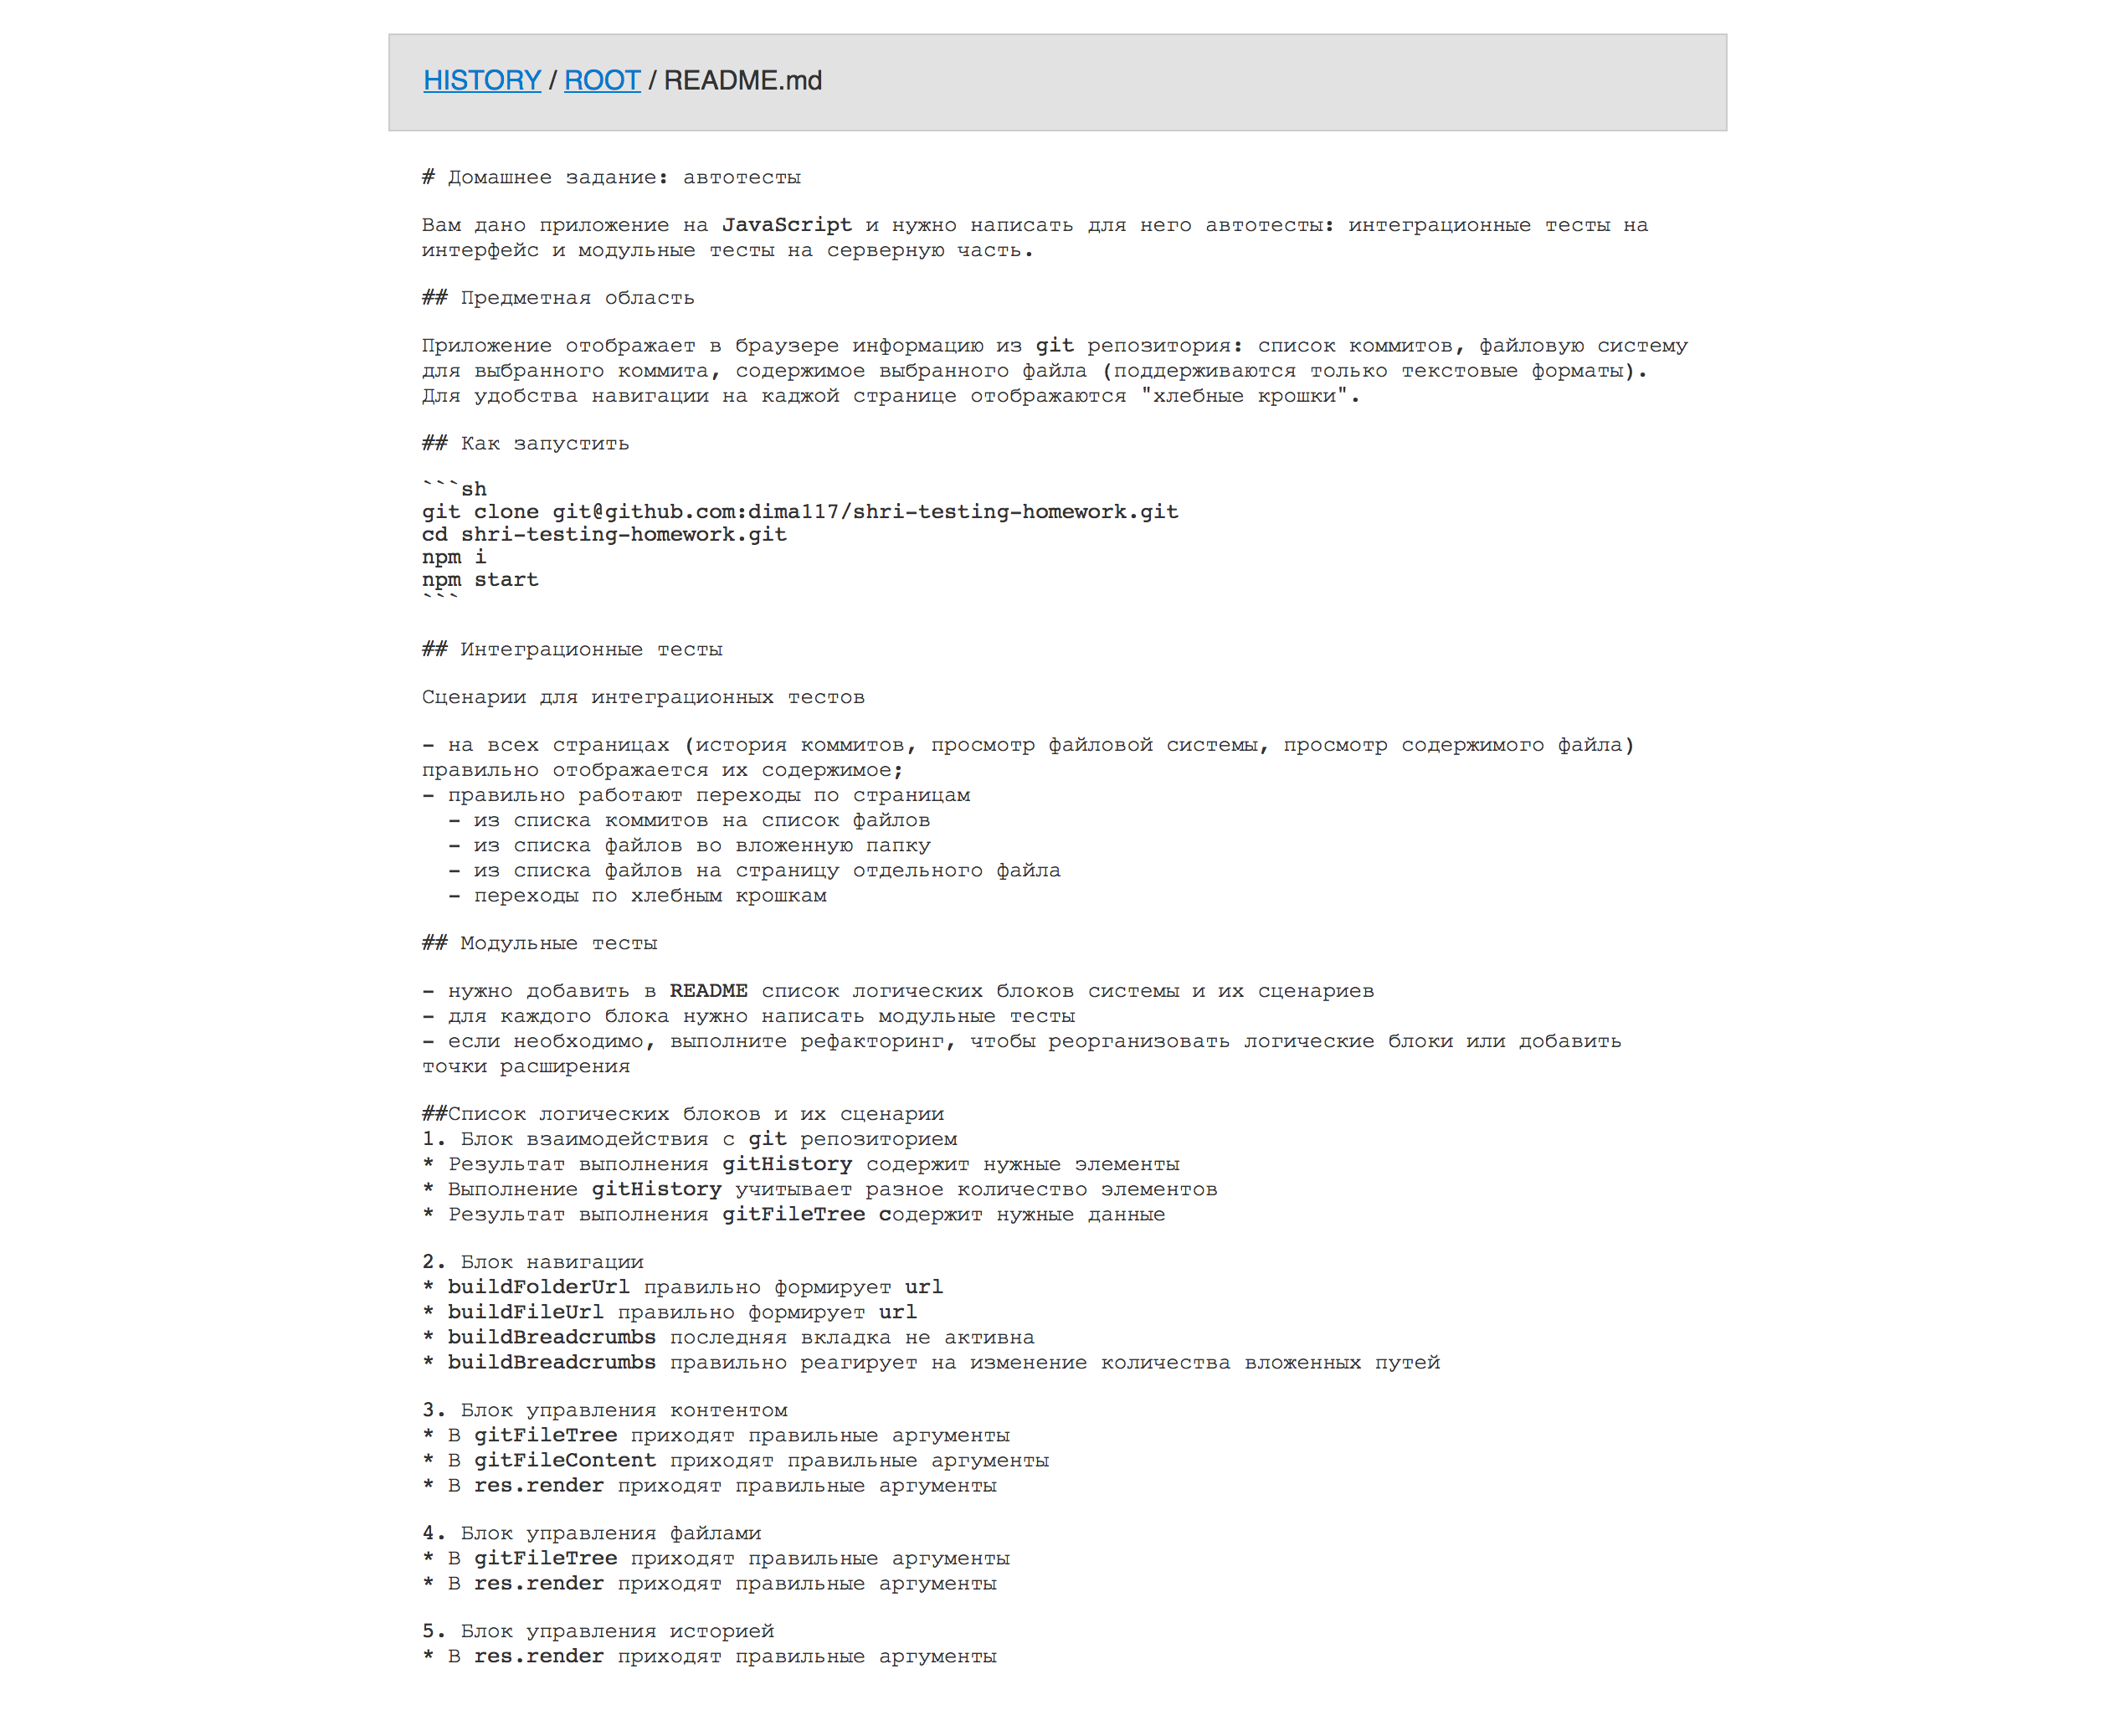 HISTORY / ROOT / README.md
# Домашнее задание: автотесты
Вам дано приложение на JavaScript и нужно написать для него автотесты: интеграционные тесты на
интерфейс и модульные тесты на серверную часть.
## Предметная область
Приложение отображает в браузере информацию из git репозитория: список коммитов, файловую систему
для выбранного коммита, содержимое выбранного файла (поддерживаются только текстовые форматы).
Для удобства навигации на каджой странице отображаются "хлебные крошки".
## Как запустить
```sh
git clone git@github.com:dima117/shri-testing-homework.git
cd shri-testing-homework.git
npm i
npm start
```
## Интеграционные тесты
Сценарии для интеграционных тестов
- на всех страницах (история коммитов, просмотр файловой системы, просмотр содержимого файла)
правильно отображается их содержимое;
- правильно работают переходы по страницам
- из списка коммитов на список файлов
- из списка файлов во вложенную папку
- из списка файлов на страницу отдельного файла
- переходы по хлебным крошкам
## Модульные тесты
- нужно добавить в README список логических блоков системы и их сценариев
- для каждого блока нужно написать модульные тесты
- если необходимо, выполните рефакторинг, чтобы реорганизовать логические блоки или добавить
точки расширения
##Список логических блоков и их сценарии
1. Блок взаимодействия с git репозиторием
* Результат выполнения gitHistory содержит нужные элементы
* Выполнение gitHistory учитывает разное количество элементов
* Результат выполнения gitFileTree cодержит нужные данные
2. Блок навигации
* buildFolderUrl правильно формирует url
* buildFileUrl правильно формирует url
* buildBreadcrumbs последняя вкладка не активна
* buildBreadcrumbs правильно реагирует на изменение количества вложенных путей
3. Блок управления контентом
* В gitFileTree приходят правильные аргументы
* В gitFileContent приходят правильные аргументы
* В res.render приходят правильные аргументы
4. Блок управления файлами
* В gitFileTree приходят правильные аргументы
* В res.render приходят правильные аргументы
5. Блок управления историей
* В res.render приходят правильные аргументы